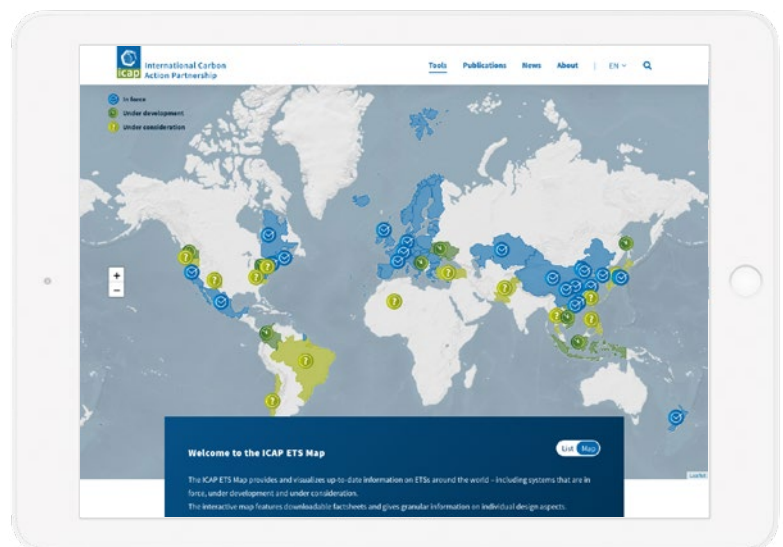 icap
International Carbon
Action Partnership
Tools Publications News About | EN
In force
Under development
Under consideration
+
−
Welcome to the ICAP ETS Map
List Map
The ICAP ETS Map provides and visualizes up-to-date information on ETSs around the world – including systems that are in
force, under development and under consideration.
The interactive map features downloadable factsheets and gives granular information on individual design aspects.
Leaflet